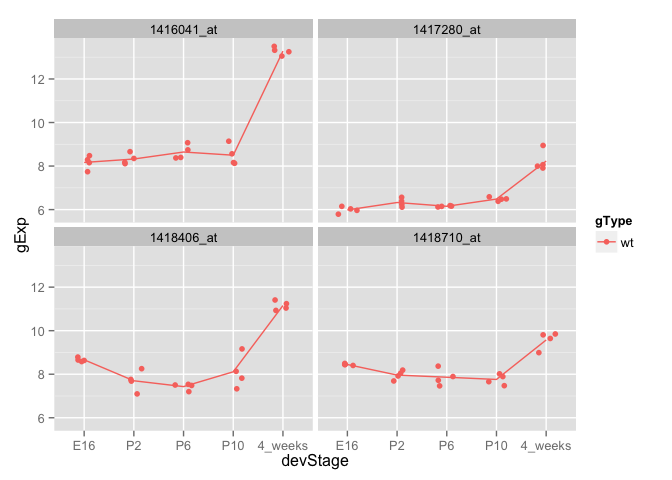 1416041_at 1417280_at
12
10
8
6
gExp
1418406_at 1418710_at
12
10
8
6
E16 P2 P6 P10 4_weeks E16 P2 P6 P10 4_weeks
devStage
gType
wt